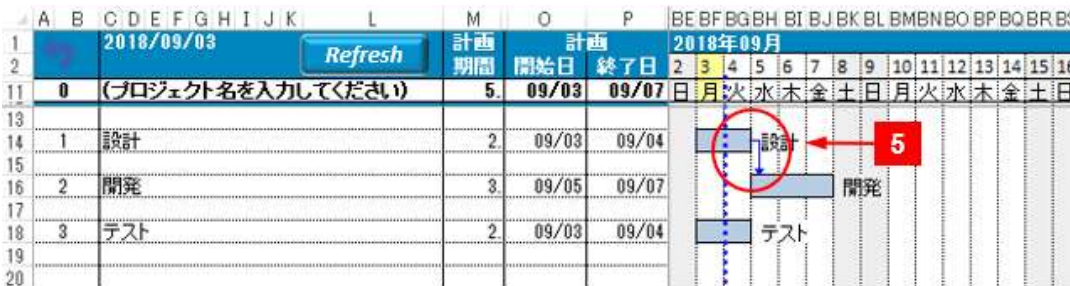 A B C D E F G H I J K L M O P BE BF BG BH BI BJ BK BL BM BN BO BP BQ BR BS
1 2018/09/03 Refresh 計画 計画 2018年09月
2 期間 開始日 終了日 2 3 4 5 6 7 8 9 10 11 12 13 14 15 16
11 0 (プロジェクト名を入力してください) 5. 09/03 09/07 日 月 火 水 木 金 土 日 月 火 水 木 金 土 日
13
14 1 設計 2. 09/03 09/04 設計 5
15
16 2 開発 3. 09/05 09/07 開発
17
18 3 テスト 2. 09/03 09/04 テスト
19
20